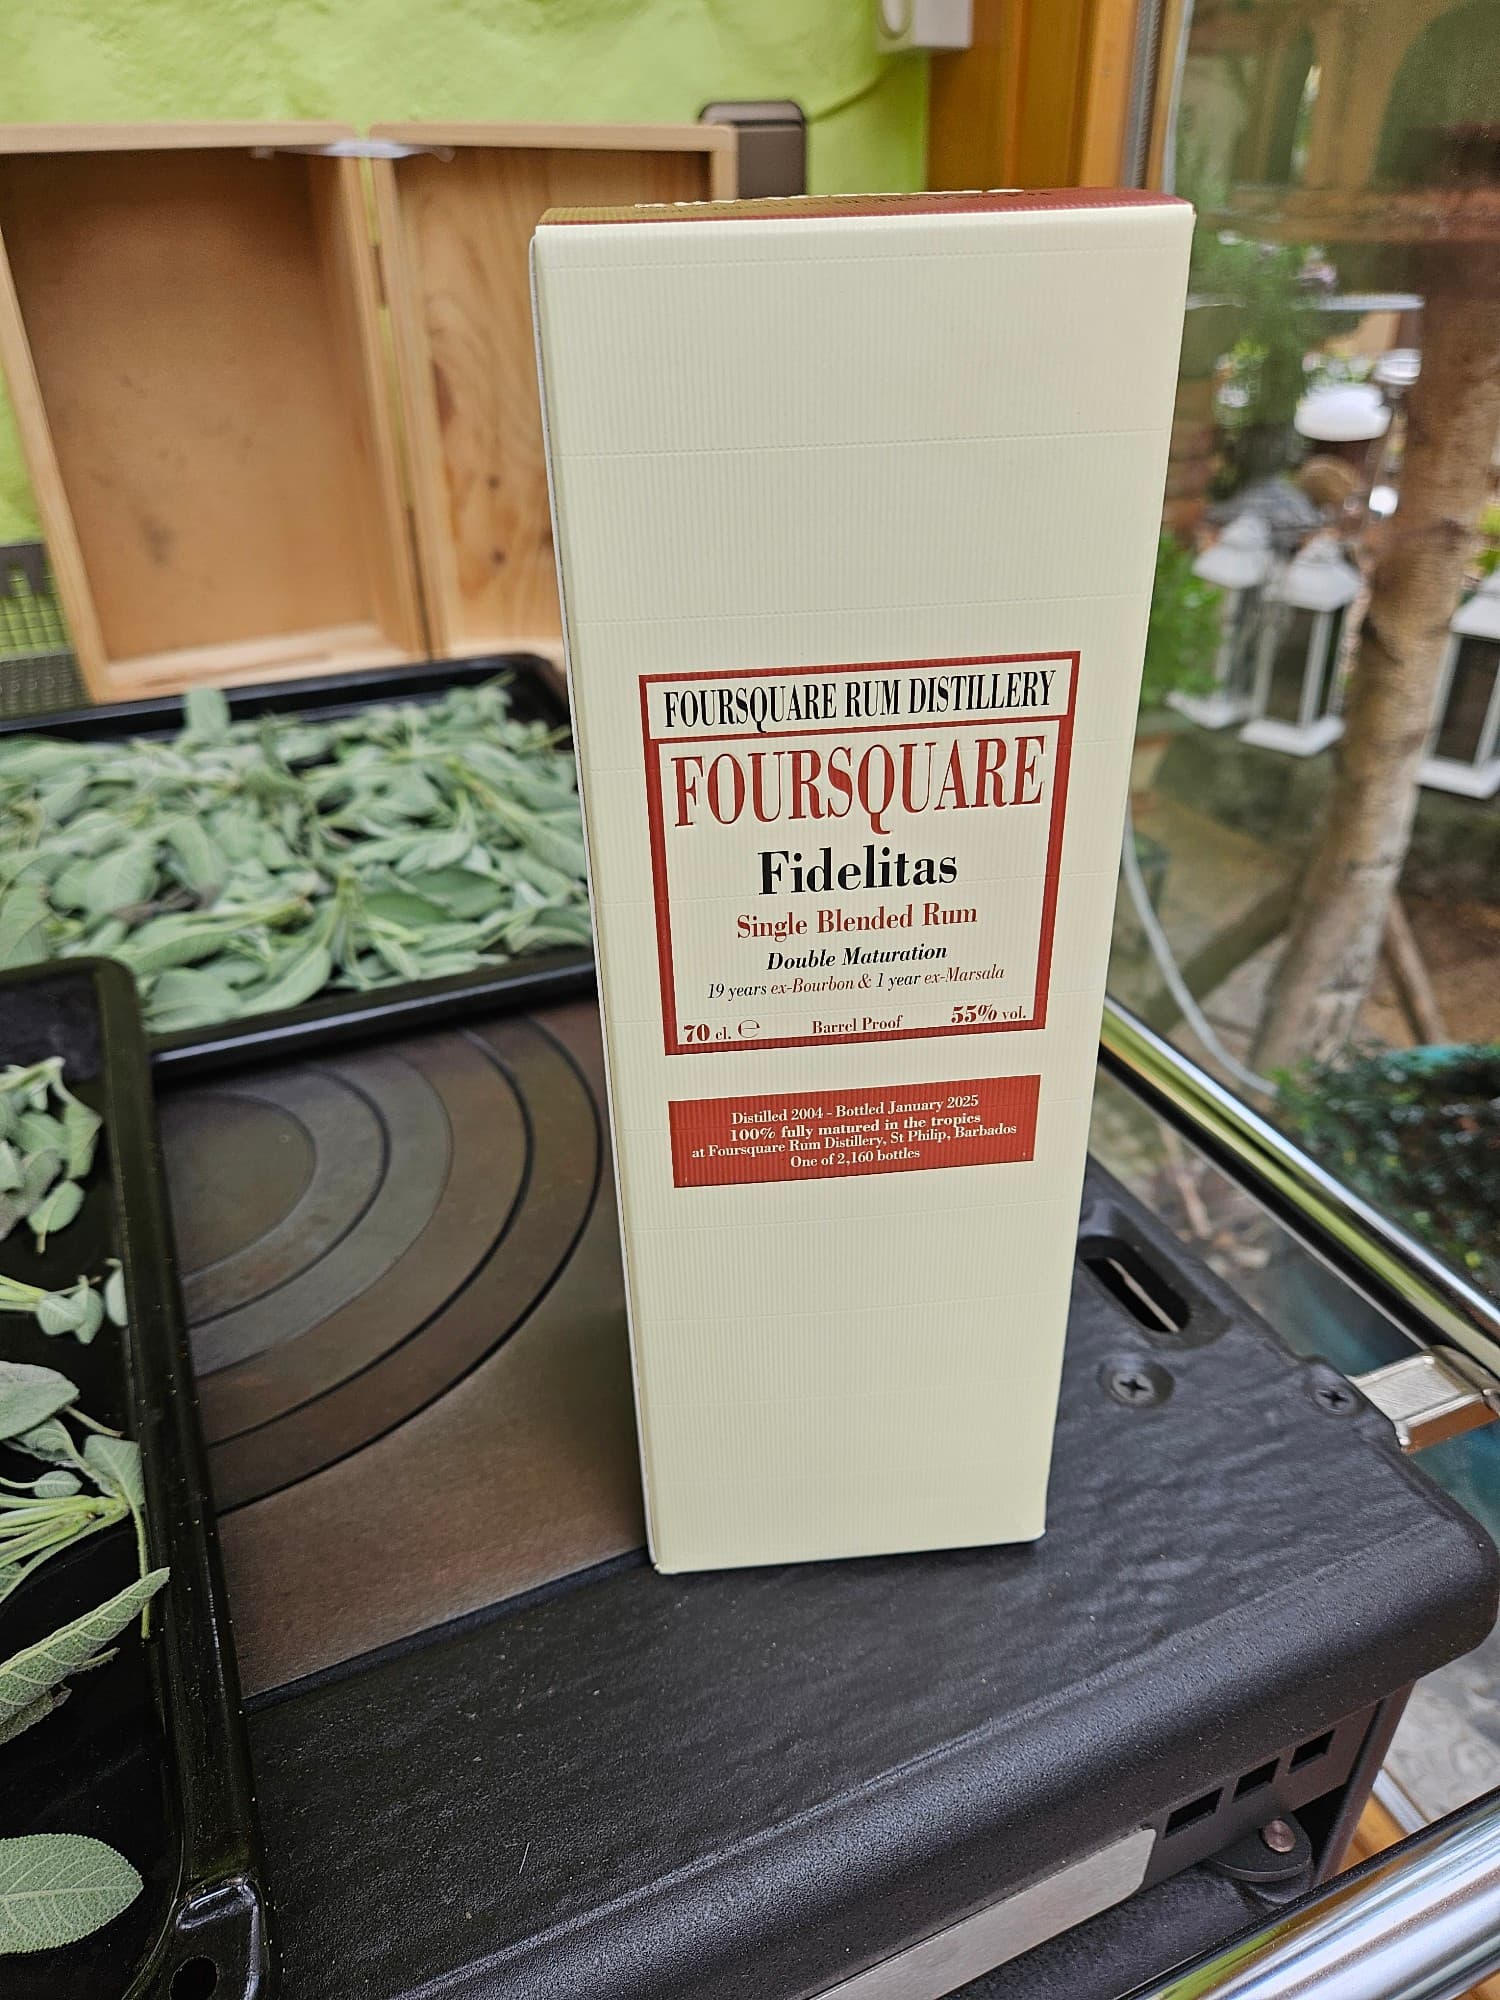 FOURSQUARE RUM DISTILLERY
FOURSQUARE
Fidelitas
Single Blended Rum
Double Maturation
19 years ex-Bourbon & 1 year ex-Marsala
70 cl. ℮ Barrel Proof 55% vol.
Distilled 2004 - Bottled January 2025
100% fully matured in the tropics
at Foursquare Rum Distillery, St Philip, Barbados
One of 2,160 bottles